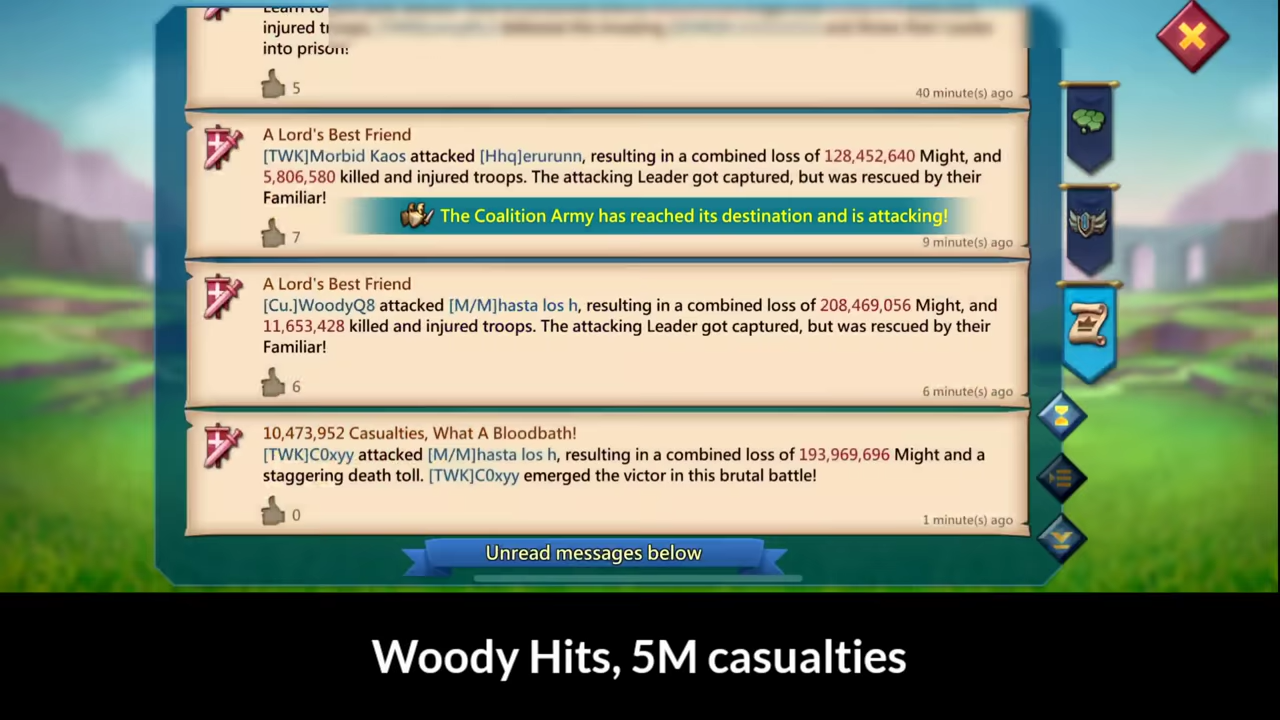 Learn to
injured
into prison!
5
40 minute(s) ago
A Lord's Best Friend
[TWK]Morbid Kaos attacked [Hhq]erurunn, resulting in a combined loss of 128,452,640 Might, and
5,806,580 killed and injured troops. The attacking Leader got captured, but was rescued by their
Familiar!
The Coalition Army has reached its destination and is attacking!
7
9 minute(s) ago
A Lord's Best Friend
[Cu.]WoodyQ8 attacked [M/M]hasta los h, resulting in a combined loss of 208,469,056 Might, and
11,653,428 killed and injured troops. The attacking Leader got captured, but was rescued by their
Familiar!
6
6 minute(s) ago
10,473,952 Casualties, What A Bloodbath!
[TWK]C0xyy attacked [M/M]hasta los h, resulting in a combined loss of 193,969,696 Might and a
staggering death toll. [TWK]C0xyy emerged the victor in this brutal battle!
0
1 minute(s) ago
Unread messages below
Woody Hits, 5M casualties